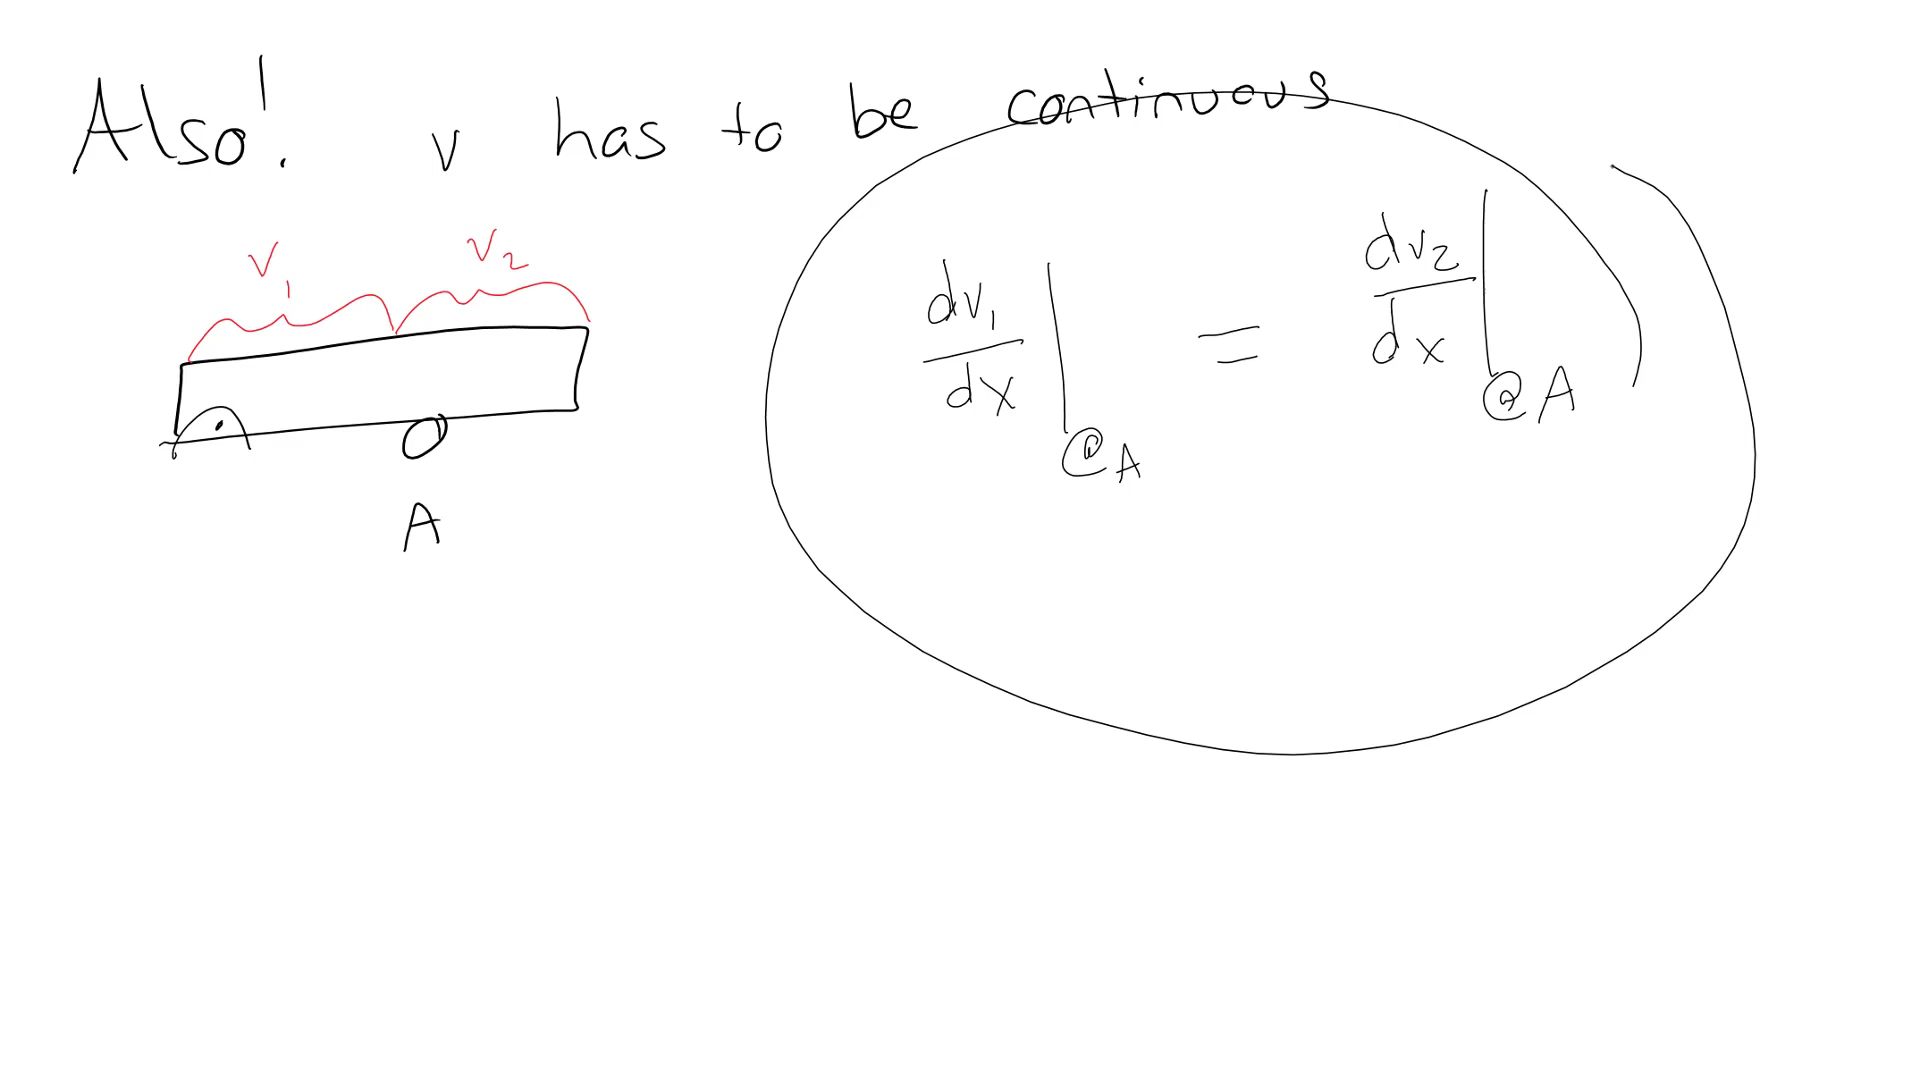 Also! v has to be continuous
v₁ v₂
dv₁/dx |@A = dv₂/dx |@A
A